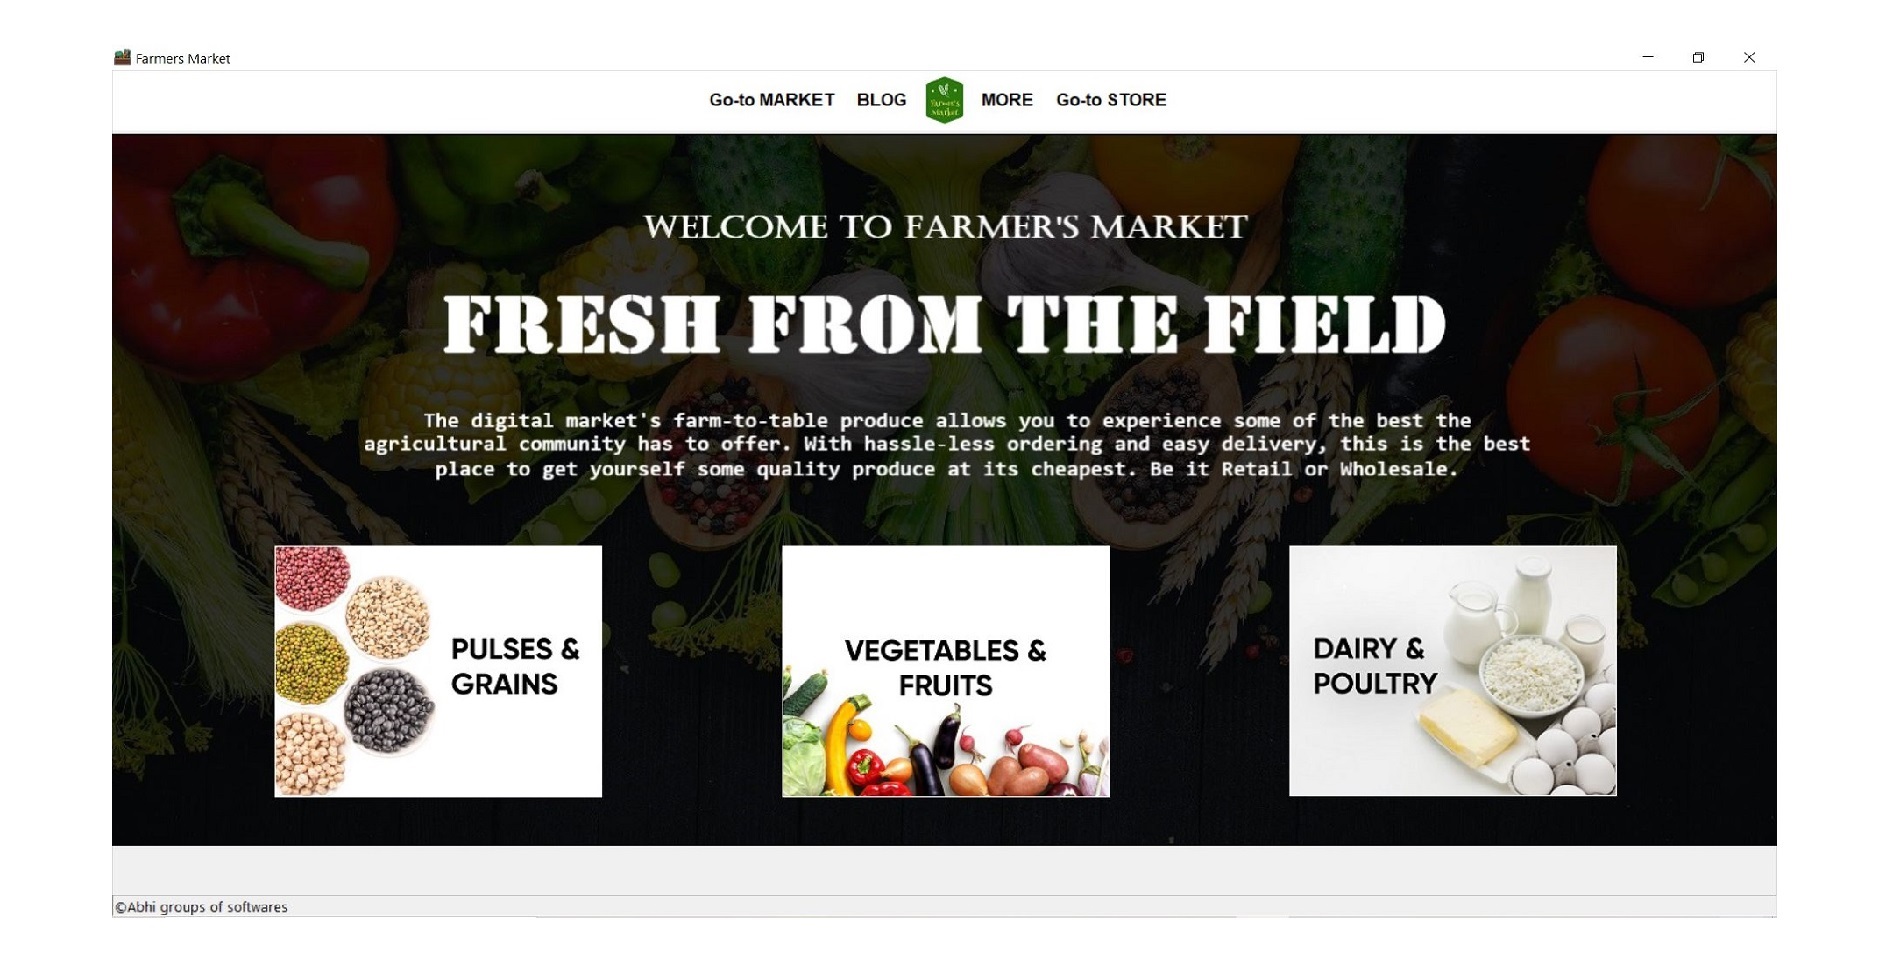 Farmers Market
Go-to MARKET BLOG Farmer's Market MORE Go-to STORE
WELCOME TO FARMER'S MARKET
FRESH FROM THE FIELD
The digital market's farm-to-table produce allows you to experience some of the best the
agricultural community has to offer. With hassle-less ordering and easy delivery, this is the best
place to get yourself some quality produce at its cheapest. Be it Retail or Wholesale.
PULSES &
GRAINS
VEGETABLES &
FRUITS
DAIRY &
POULTRY
©Abhi groups of softwares